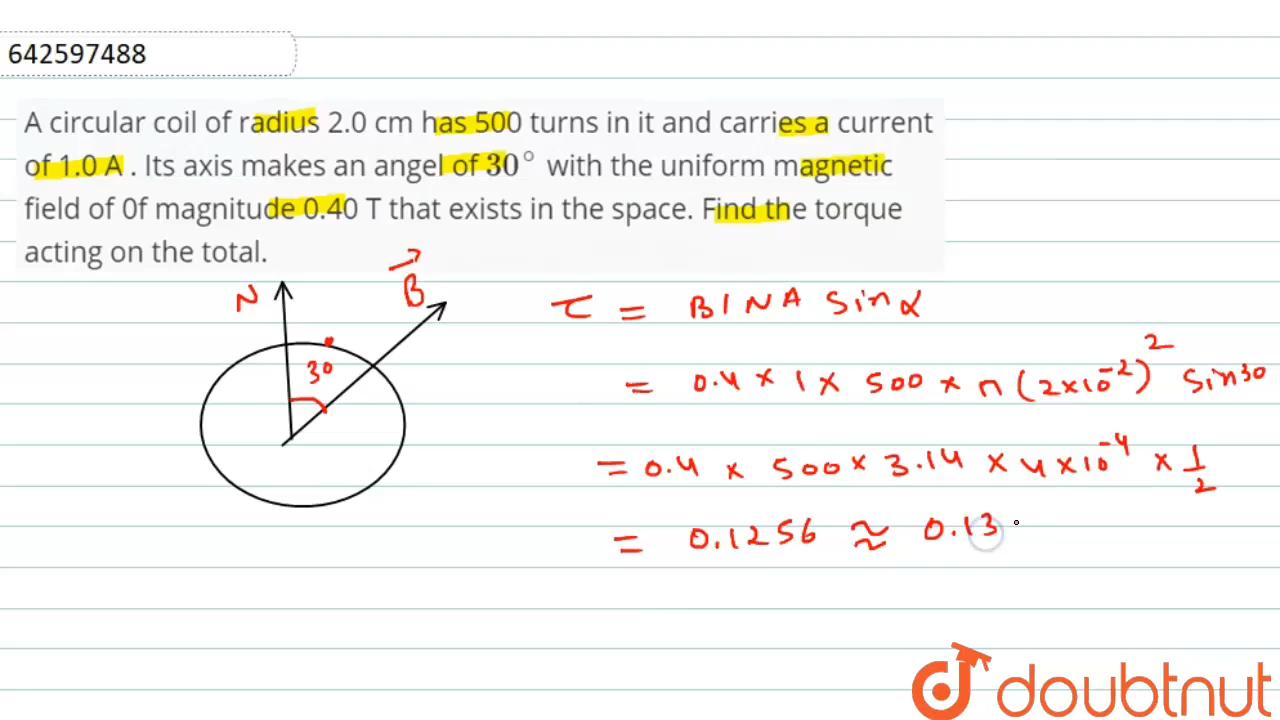 642597488
A circular coil of radius 2.0 cm has 500 turns in it and carries a current
of 1.0 A . Its axis makes an angel of 30° with the uniform magnetic
field of 0f magnitude 0.40 T that exists in the space. Find the torque
acting on the total.
N
B⃗
30
τ = BINA Sinα
= 0.4 × 1 × 500 × π (2×10⁻²)² Sin30
= 0.4 × 500 × 3.14 × 4×10⁻⁴ × 1/2
= 0.1256 ≈ 0.13
doubtnut